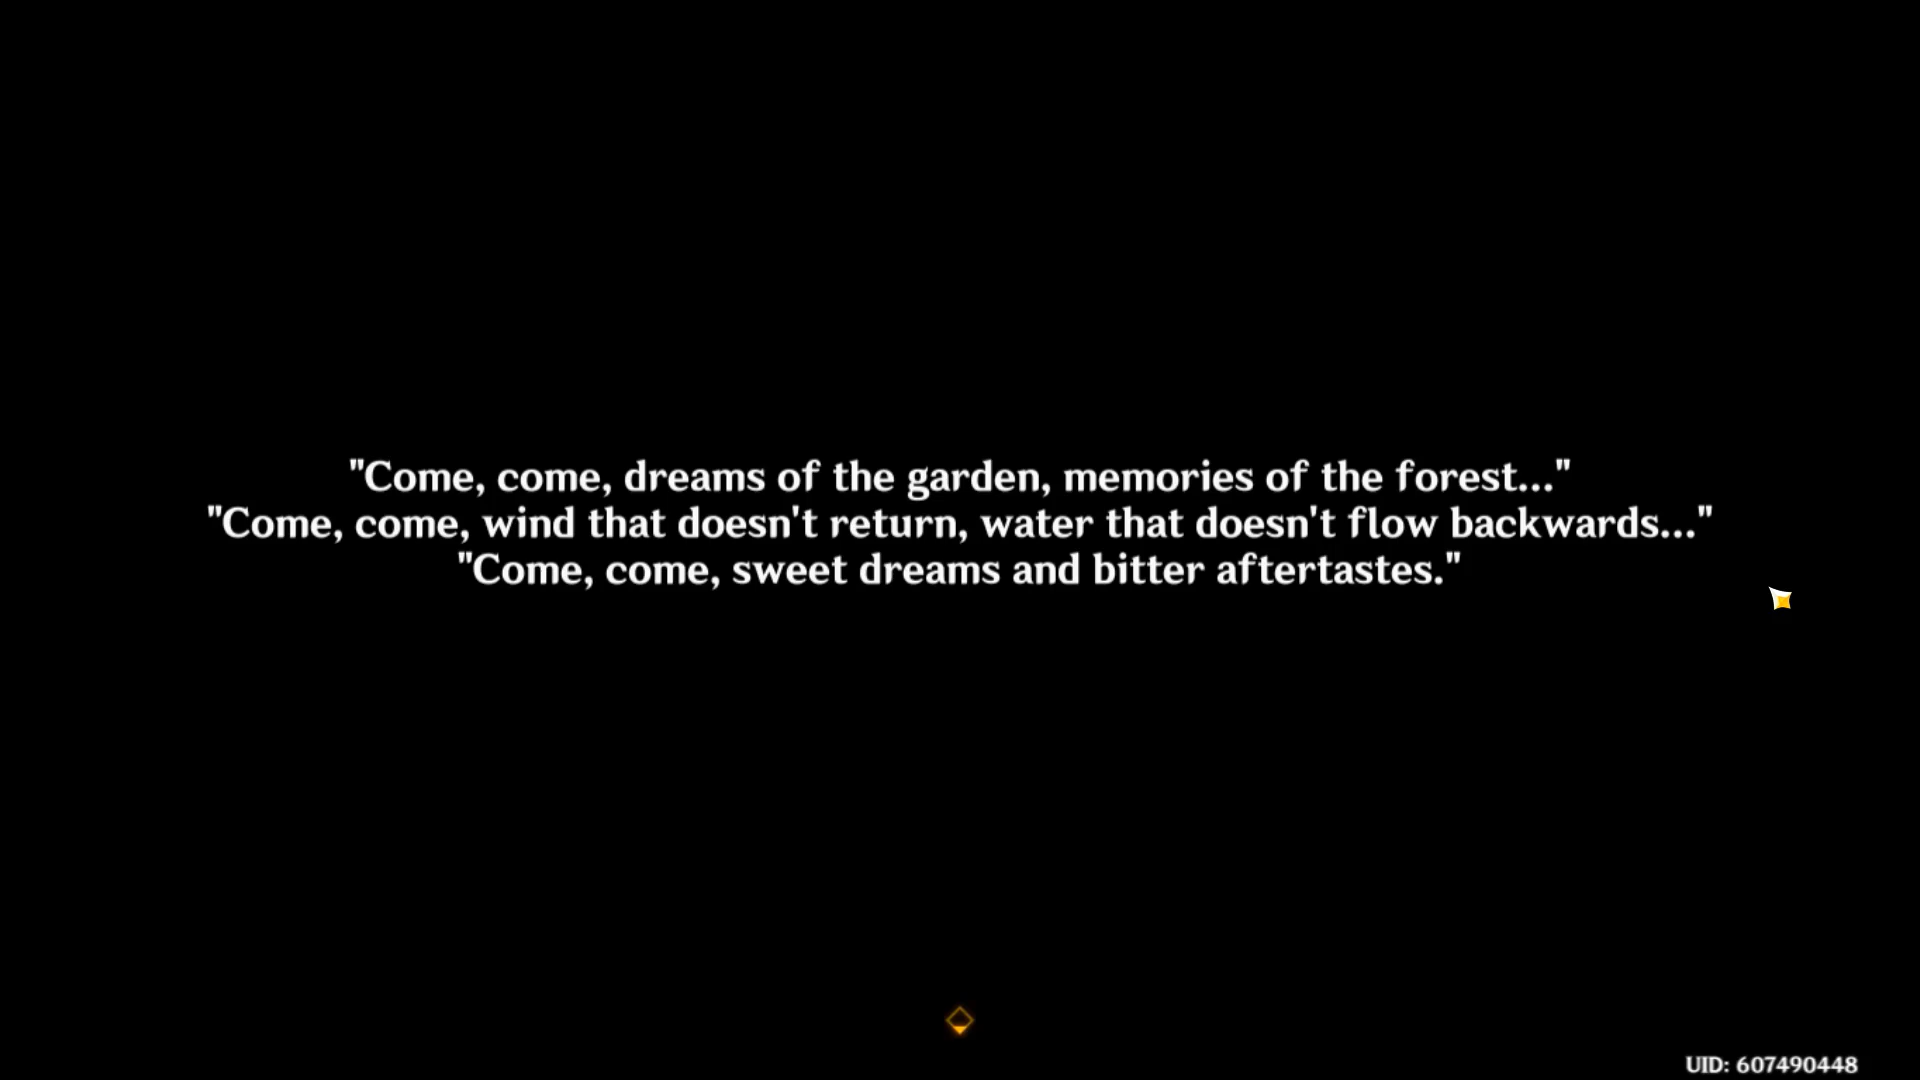 "Come, come, dreams of the garden, memories of the forest..."
"Come, come, wind that doesn't return, water that doesn't flow backwards..."
"Come, come, sweet dreams and bitter aftertastes."
UID: 607490448